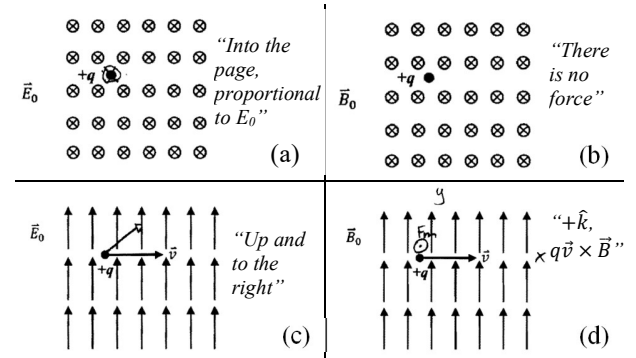 “Into the
page,
proportional
to E₀”
+q
E⃗₀
(a)
“There
is no
force”
+q
B⃗₀
(b)
E⃗₀
v⃗
+q
“Up and
to the
right”
(c)
y
B⃗₀
Fm
v⃗
+q
x
“+k̂,
qv⃗ × B⃗”
(d)